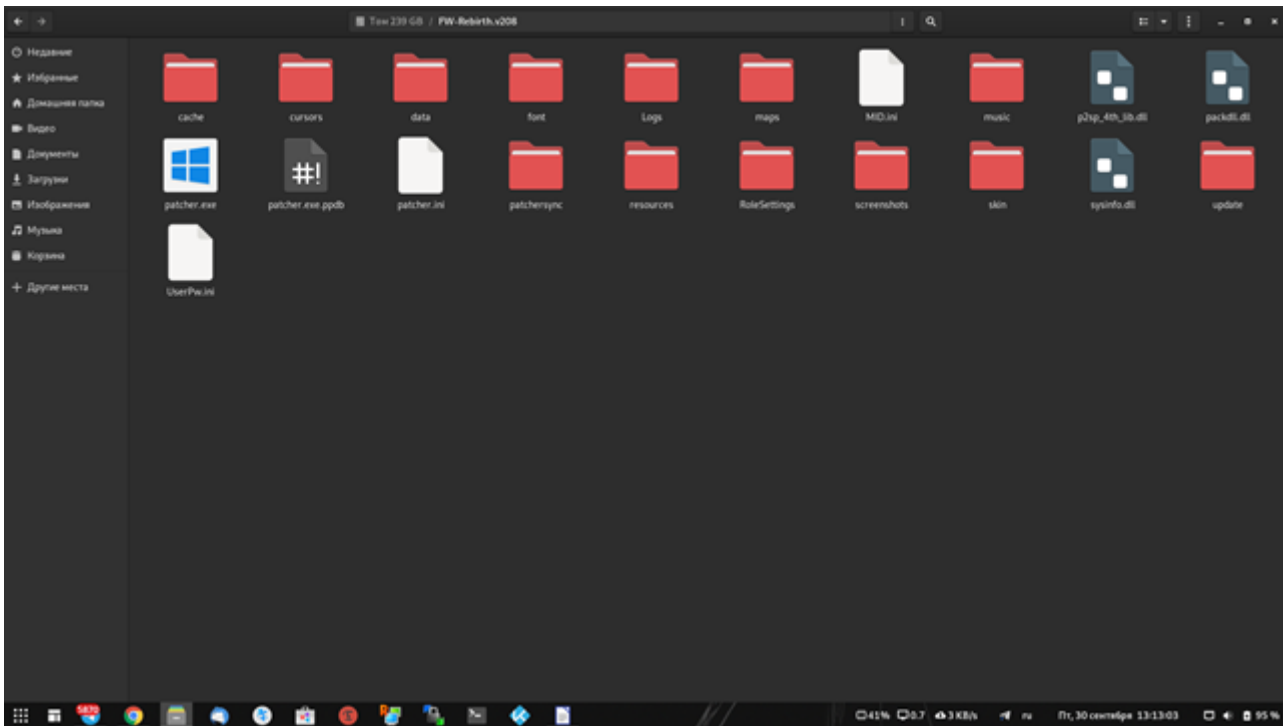 Том 239 GB / FW-Rebirth.v208
Недавние
Избранные
Домашняя папка
Видео
Документы
Загрузки
Изображения
Музыка
Корзина
+ Другие места
cache
cursors
data
font
Logs
maps
MID.ini
music
p2sp_4th_lib.dll
packdll.dll
patcher.exe
#!
patcher.exe.ppdb
patcher.ini
patchersync
resources
RoleSettings
screenshots
skin
sysinfo.dll
update
UserPw.ini
5870
41% 0.7 3 KB/s ru Пт, 30 сентября 13:13:03 95 %